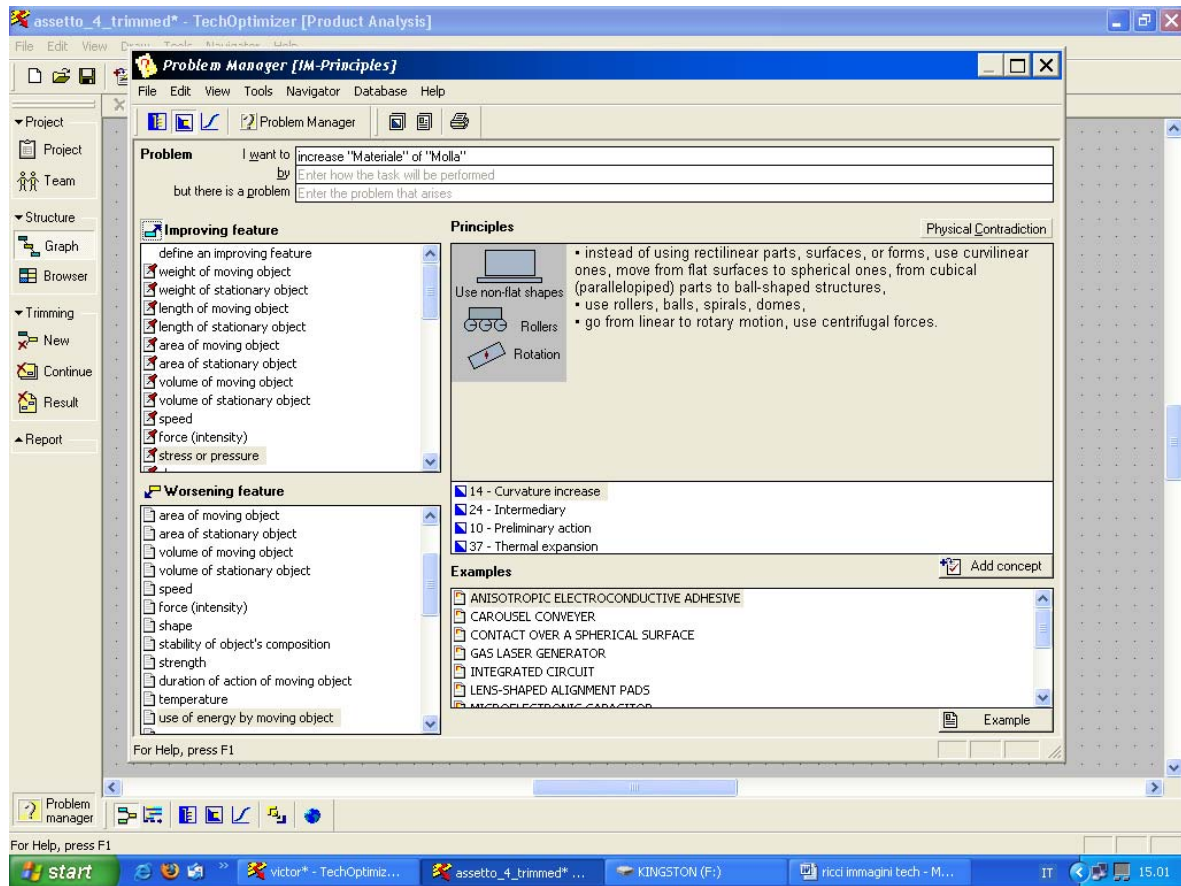 assetto_4_trimmed* - TechOptimizer [Product Analysis]
File Edit View Draw Tools Navigator Help
Problem Manager [IM-Principles]
File Edit View Tools Navigator Database Help
Problem Manager
Project
Project
Team
Structure
Graph
Browser
Trimming
New
Continue
Result
Report
Problem I want to increase "Materiale" of "Molla"
by Enter how the task will be performed
but there is a problem Enter the problem that arises
Improving feature
define an improving feature
weight of moving object
weight of stationary object
length of moving object
length of stationary object
area of moving object
area of stationary object
volume of moving object
volume of stationary object
speed
force (intensity)
stress or pressure
Principles
Physical Contradiction
Use non-flat shapes
Rollers
Rotation
• instead of using rectilinear parts, surfaces, or forms, use curvilinear
ones, move from flat surfaces to spherical ones, from cubical
(parallelopiped) parts to ball-shaped structures,
• use rollers, balls, spirals, domes,
• go from linear to rotary motion, use centrifugal forces.
Worsening feature
area of moving object
area of stationary object
volume of moving object
volume of stationary object
speed
force (intensity)
shape
stability of object's composition
strength
duration of action of moving object
temperature
use of energy by moving object
14 - Curvature increase
24 - Intermediary
10 - Preliminary action
37 - Thermal expansion
Add concept
Examples
ANISOTROPIC ELECTROCONDUCTIVE ADHESIVE
CAROUSEL CONVEYER
CONTACT OVER A SPHERICAL SURFACE
GAS LASER GENERATOR
INTEGRATED CIRCUIT
LENS-SHAPED ALIGNMENT PADS
MICROELECTRONIC CAPACITOR
Example
For Help, press F1
Problem
manager
For Help, press F1
start
victor* - TechOptimiz...
assetto_4_trimmed* ...
KINGSTON (F:)
ricci immagini tech - M...
IT
15.01